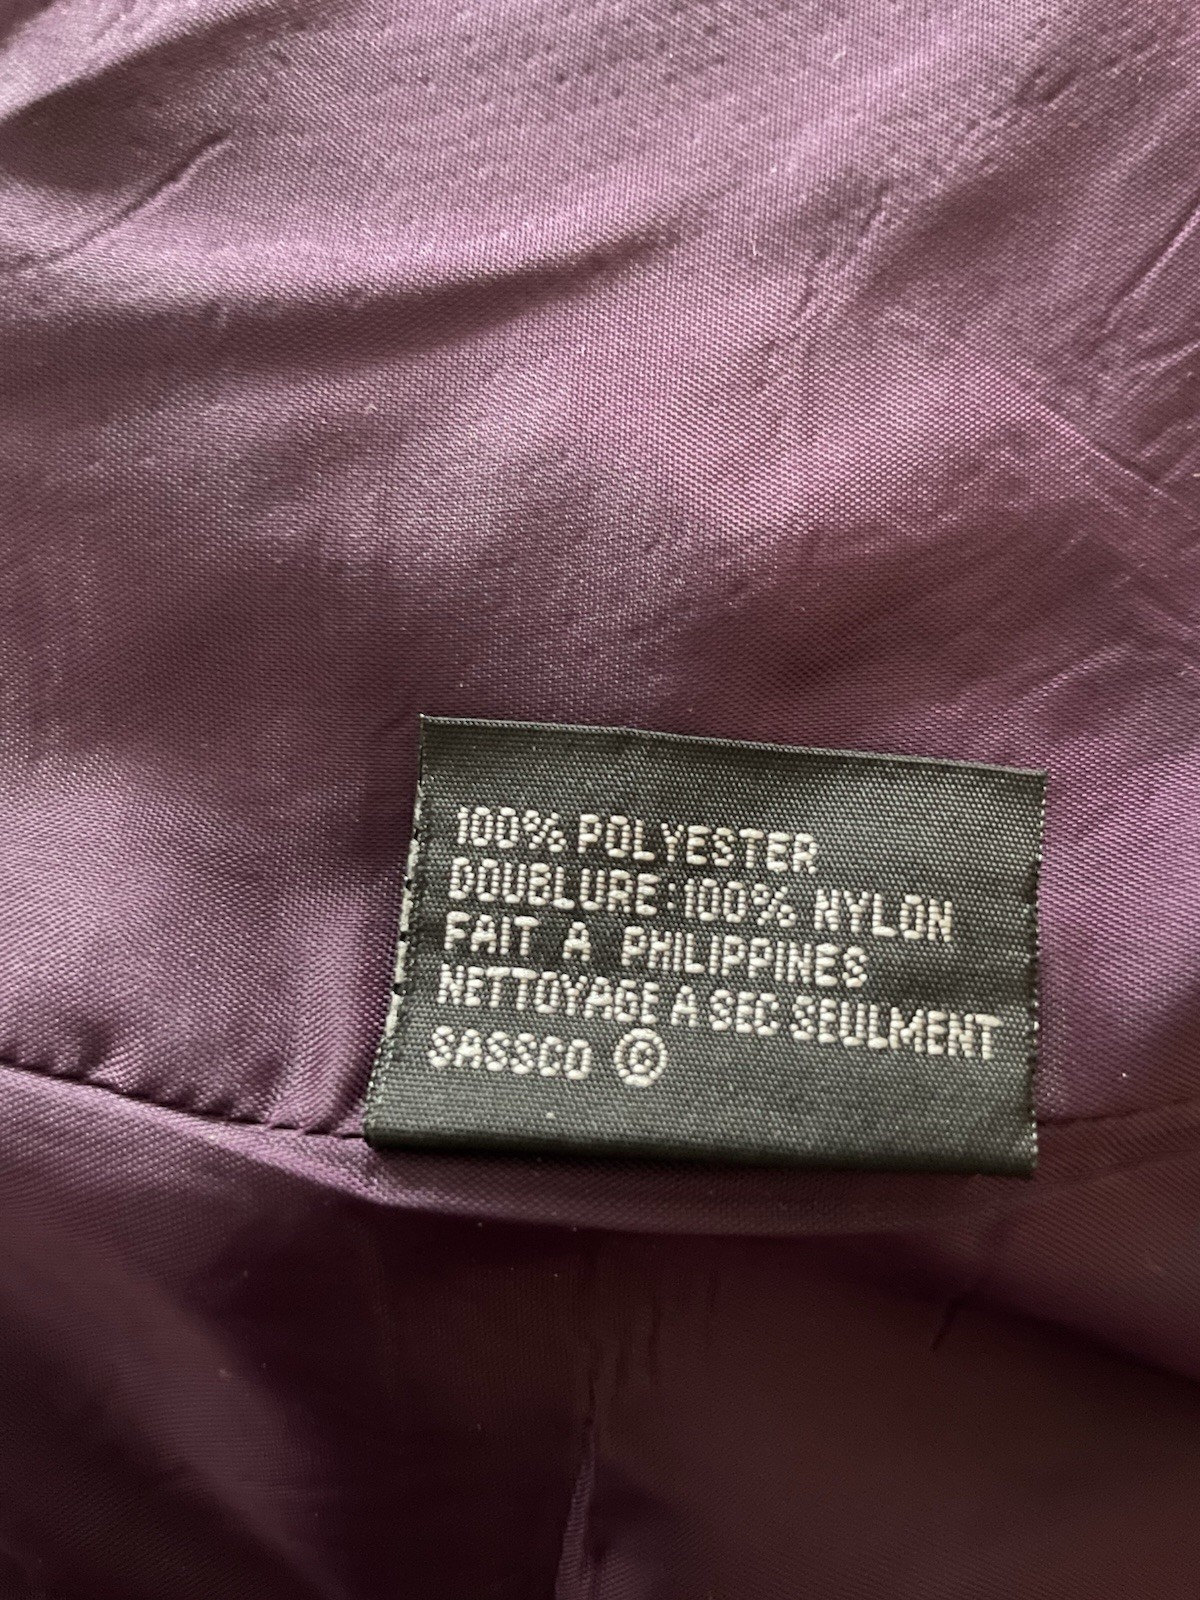 100% POLYESTER
DOUBLURE: 100% NYLON
FAIT A PHILIPPINES
NETTOYAGE A SEC SEULMENT
SASSCO ©